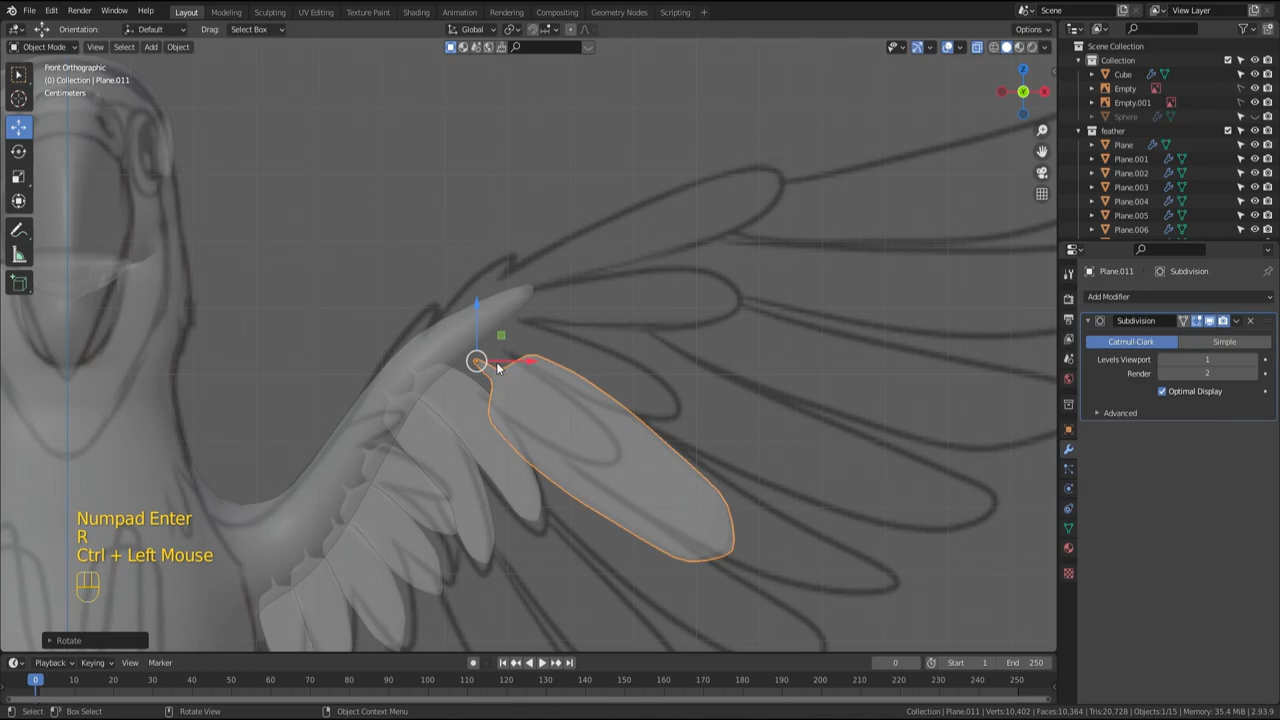 File Edit Render Window Help Layout Modeling Sculpting UV Editing Texture Paint Shading Animation Rendering Compositing Geometry Nodes Scripting + Scene View Layer
Orientation: Default Drag: Select Box Global Options
Object Mode View Select Add Object
Front Orthographic
(0) Collection | Plane.011
Centimeters
Z
Y
X
Scene Collection
Collection
Cube
Empty
Empty.001
Sphere
feather
Plane
Plane.001
Plane.002
Plane.003
Plane.004
Plane.005
Plane.006
Plane.011 Subdivision
Add Modifier
Subdivision
Catmull-Clark Simple
Levels Viewport 1
Render 2
Optimal Display
Advanced
Numpad Enter
R
Ctrl + Left Mouse
Rotate
Playback Keying View Marker 0 Start 1 End 250
0 10 20 30 40 50 60 70 80 90 100 110 120 130 140 150 160 170 180 190 200 210 220 230 240 250
Select Box Select Rotate View Object Context Menu Collection | Plane.011 Verts:10,402 Faces:10,364 Tris:20,728 Objects:1/15 Memory: 35.4 MiB 2.93.9